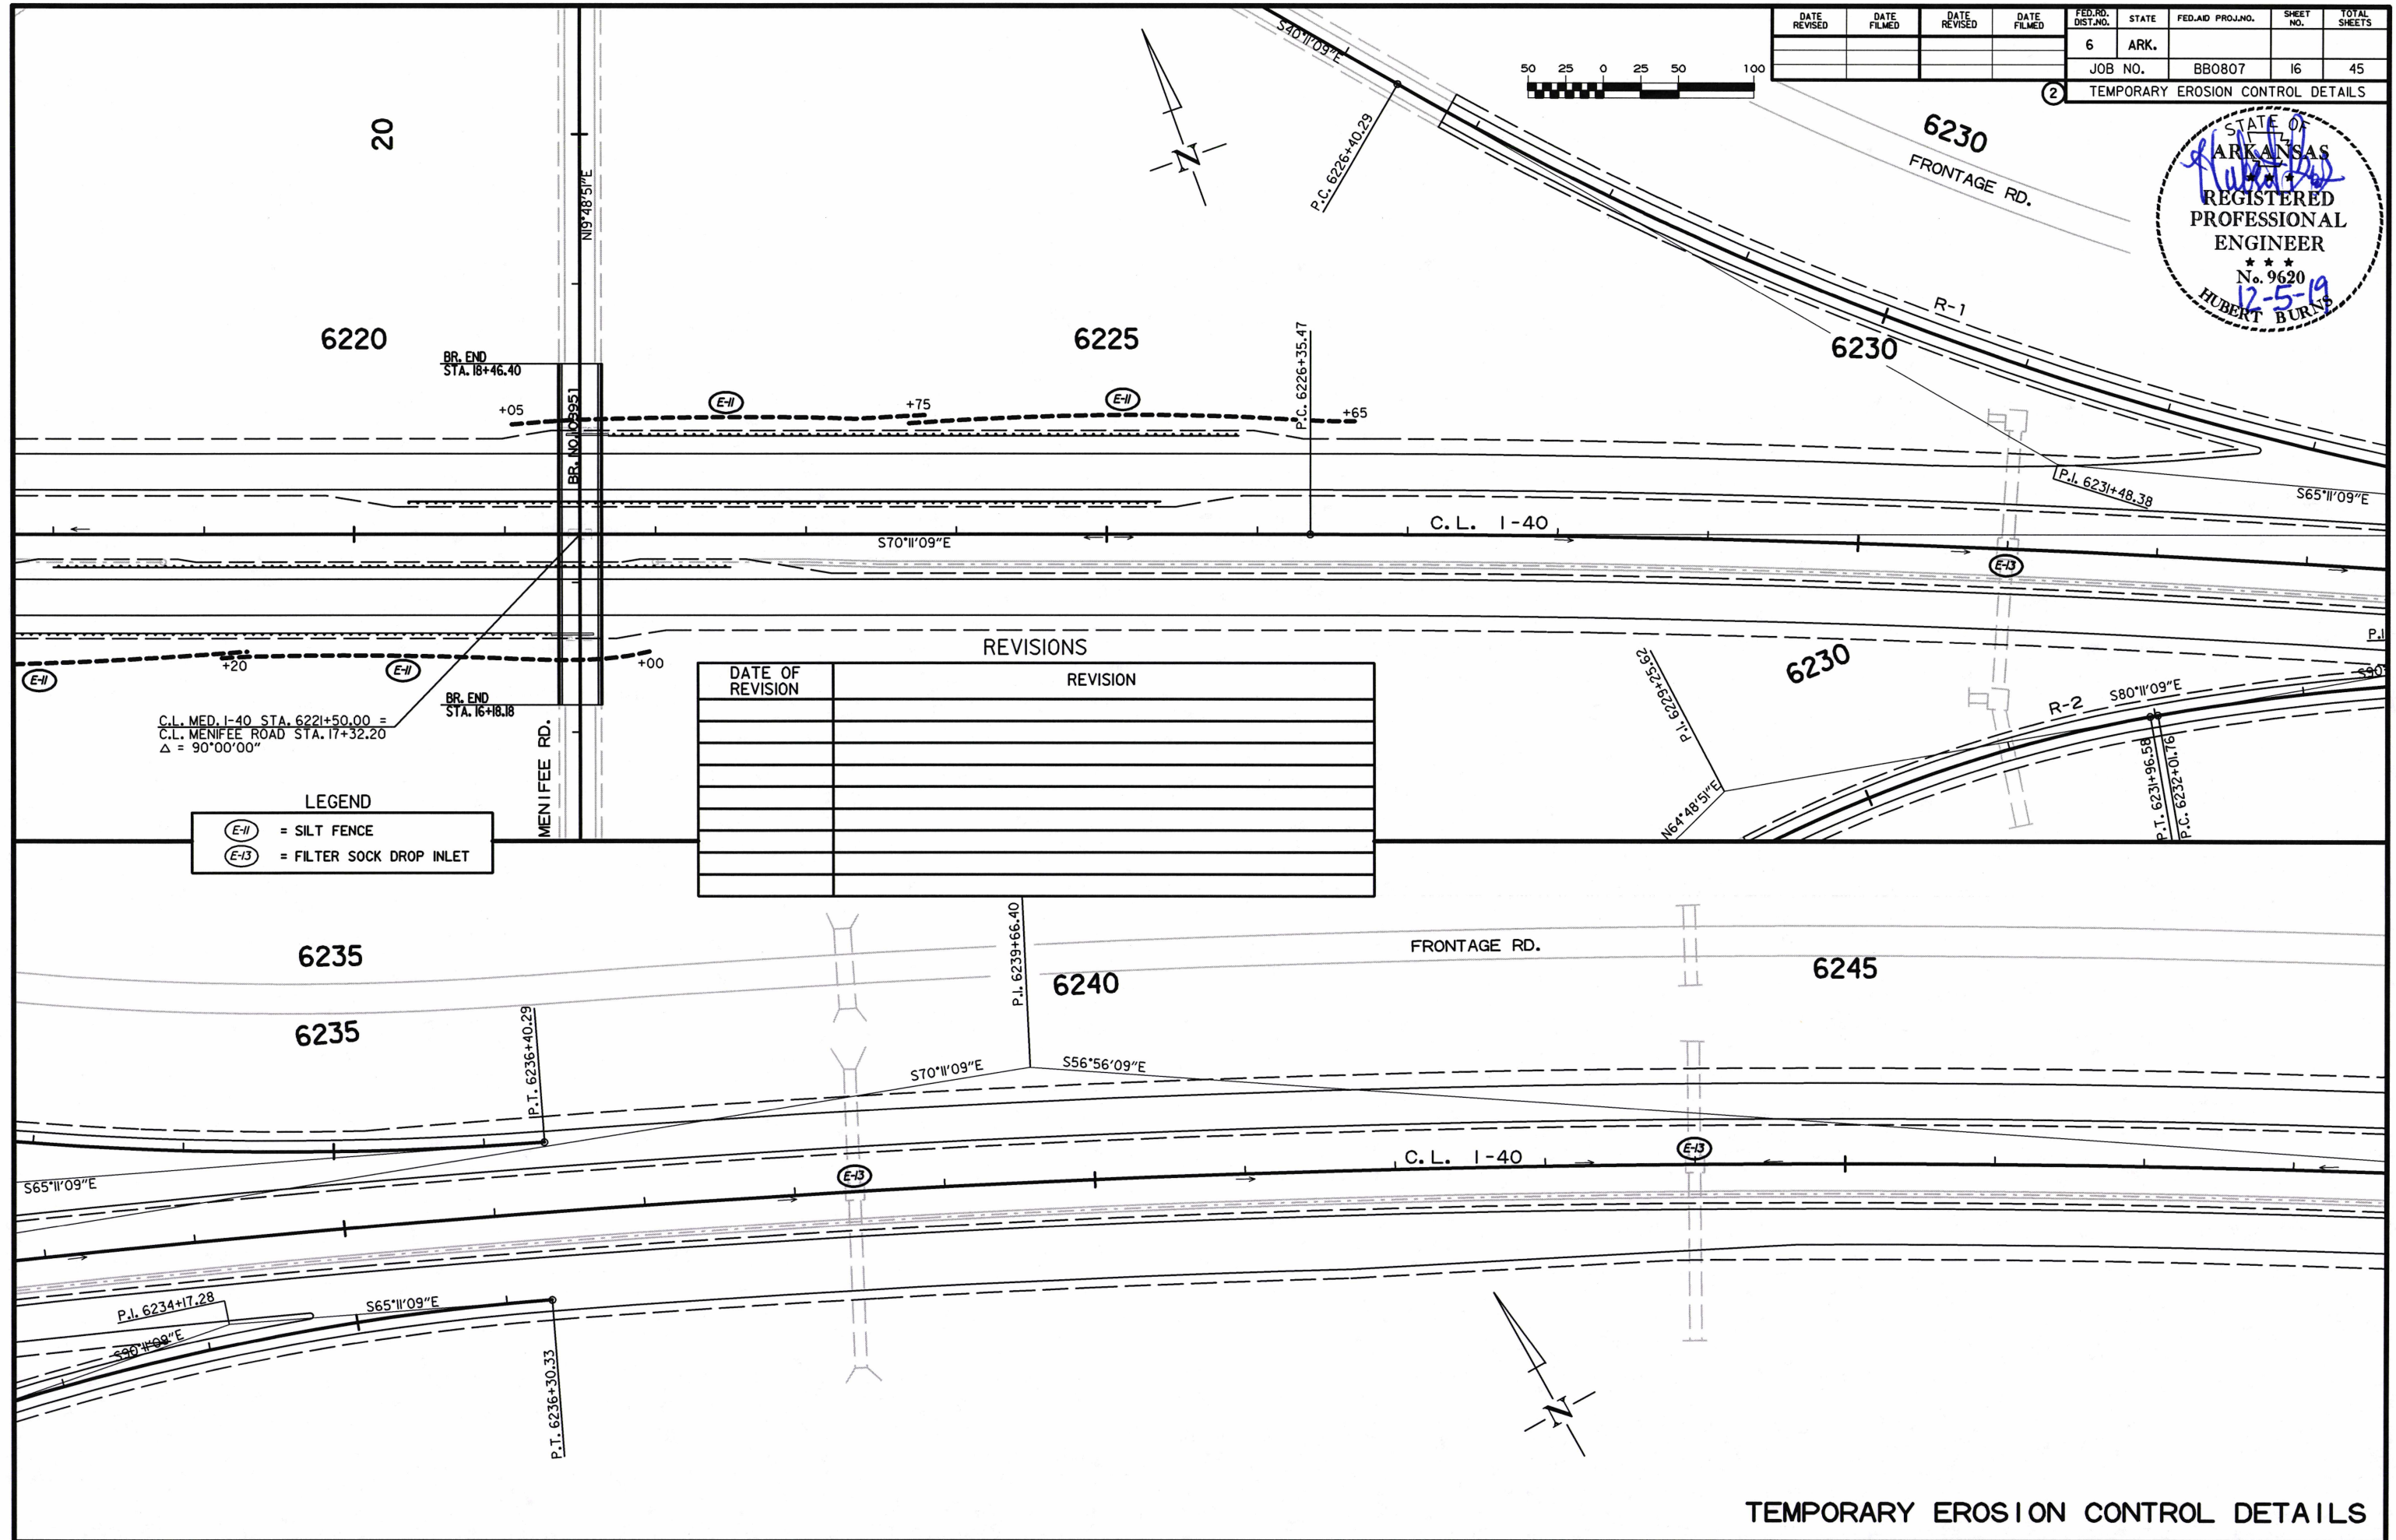 DATE REVISED
DATE FILMED
DATE REVISED
DATE FILMED
FED.RD. DIST.NO.
STATE
FED.AID PROJ.NO.
SHEET NO.
TOTAL SHEETS
6
ARK.
JOB NO.
BB0807
16
45
2
TEMPORARY EROSION CONTROL DETAILS
STATE OF
ARKANSAS
★ ★ ★
REGISTERED
PROFESSIONAL
ENGINEER
★ ★ ★
No. 9620
12-5-19
HUBERT BURNS
50 25 0 25 50 100
S40°11'09"E
P.C. 6226+40.29
N
20
N19°48'51"E
6230
FRONTAGE RD.
R-1
6220
6225
6230
BR. END
STA. 18+46.40
BR. NO. 03951
P.C. 6226+35.47
+05
E-11
+75
E-11
+65
P.I. 6231+48.38
S65°11'09"E
C.L. I-40
S70°11'09"E
E-13
E-11
+20
E-11
+00
BR. END
STA. 16+18.18
C.L. MED. I-40 STA. 6221+50.00 =
C.L. MENIFEE ROAD STA. 17+32.20
Δ = 90°00'00"
MENIFEE RD.
REVISIONS
DATE OF REVISION
REVISION
P.I. 6229+25.62
6230
N64°48'51"E
R-2
S80°11'09"E
P.I
S90°
P.T. 6231+96.58
P.C. 6232+01.76
LEGEND
E-11 = SILT FENCE
E-13 = FILTER SOCK DROP INLET
6235
FRONTAGE RD.
6240
6245
P.I. 6239+66.40
6235
P.T. 6236+40.29
S70°11'09"E
S56°56'09"E
S65°11'09"E
E-13
C.L. I-40
E-13
P.I. 6234+17.28
S65°11'09"E
S90°11'09"E
P.T. 6236+30.33
N
TEMPORARY EROSION CONTROL DETAILS